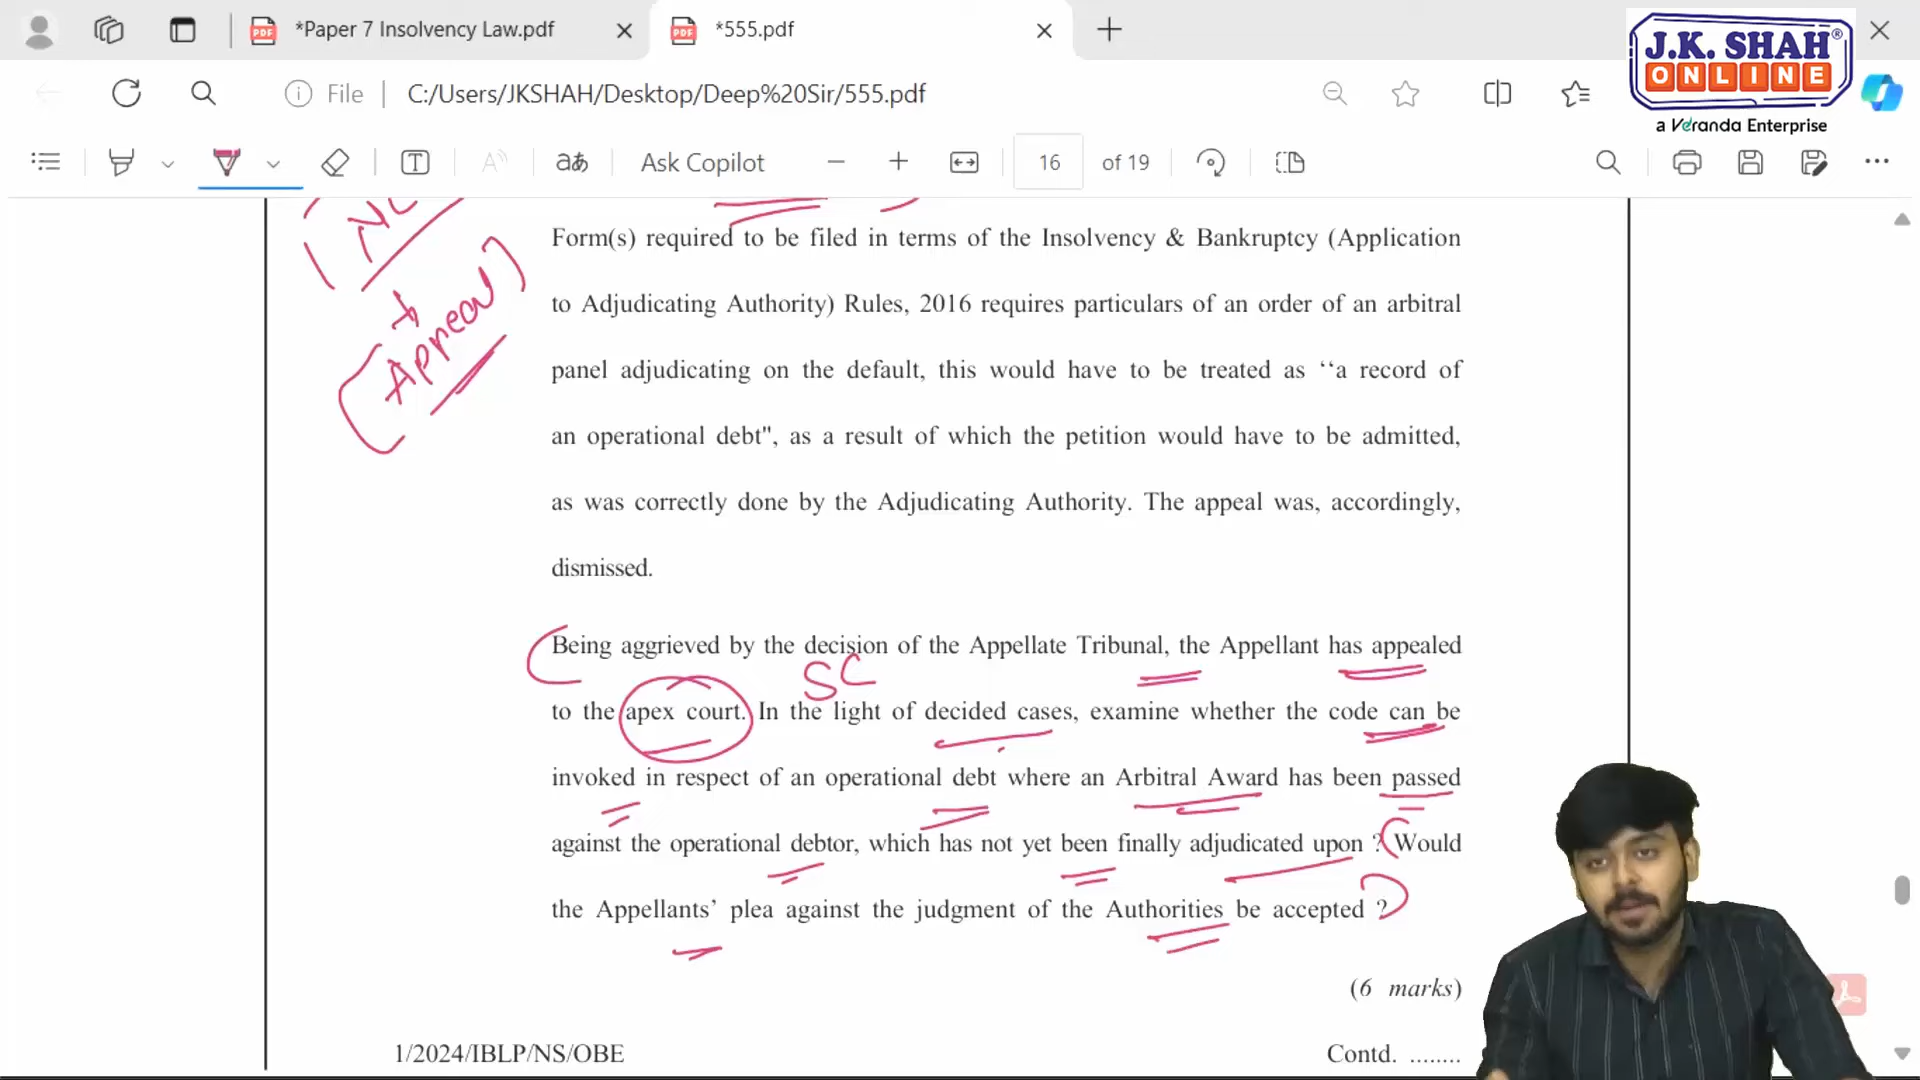 *Paper 7 Insolvency Law.pdf
*555.pdf
J.K. SHAH®
ONLINE
a Veranda Enterprise
File
C:/Users/JKSHAH/Desktop/Deep%20Sir/555.pdf
aあ
Ask Copilot
16
of 19
Appeal
Form(s) required to be filed in terms of the Insolvency & Bankruptcy (Application
to Adjudicating Authority) Rules, 2016 requires particulars of an order of an arbitral
panel adjudicating on the default, this would have to be treated as ‘‘a record of
an operational debt", as a result of which the petition would have to be admitted,
as was correctly done by the Adjudicating Authority. The appeal was, accordingly,
dismissed.
Being aggrieved by the decision of the Appellate Tribunal, the Appellant has appealed
SC
to the apex court. In the light of decided cases, examine whether the code can be
invoked in respect of an operational debt where an Arbitral Award has been passed
against the operational debtor, which has not yet been finally adjudicated upon ? Would
the Appellants’ plea against the judgment of the Authorities be accepted ?
(6 marks)
1/2024/IBLP/NS/OBE
Contd. ........